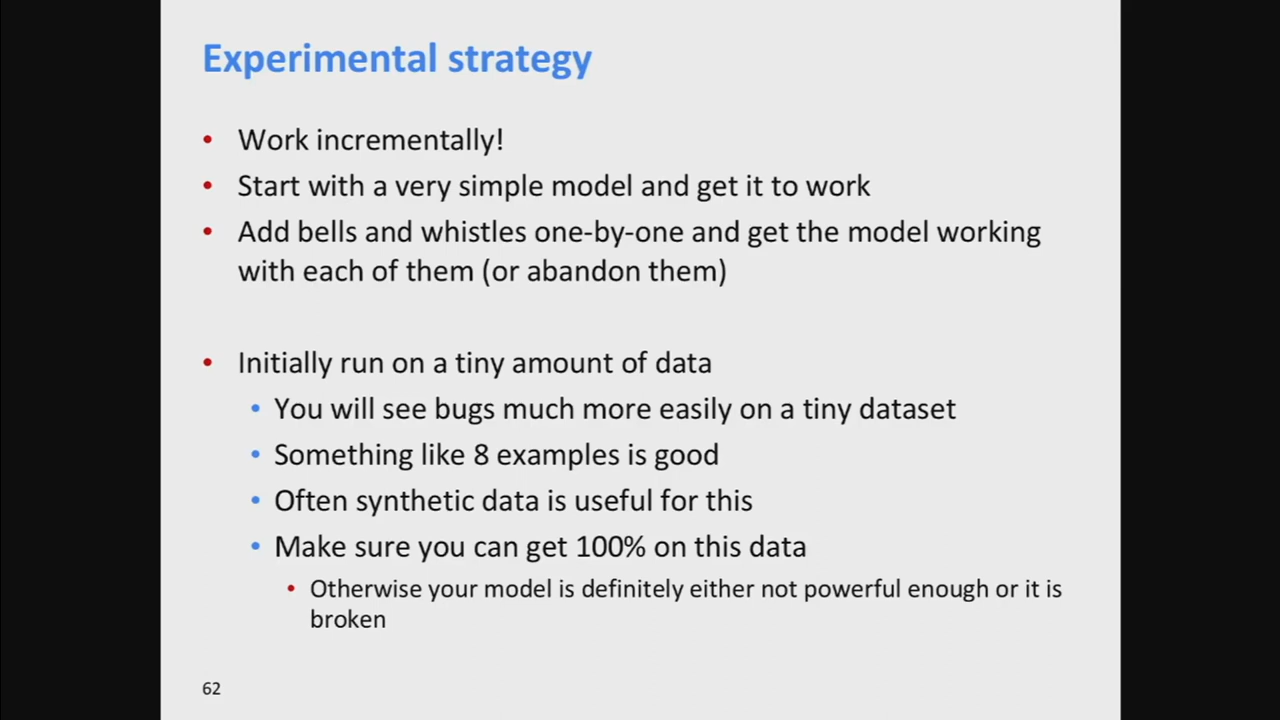 Experimental strategy
• Work incrementally!
• Start with a very simple model and get it to work
• Add bells and whistles one-by-one and get the model working
with each of them (or abandon them)
• Initially run on a tiny amount of data
• You will see bugs much more easily on a tiny dataset
• Something like 8 examples is good
• Often synthetic data is useful for this
• Make sure you can get 100% on this data
• Otherwise your model is definitely either not powerful enough or it is
broken
62